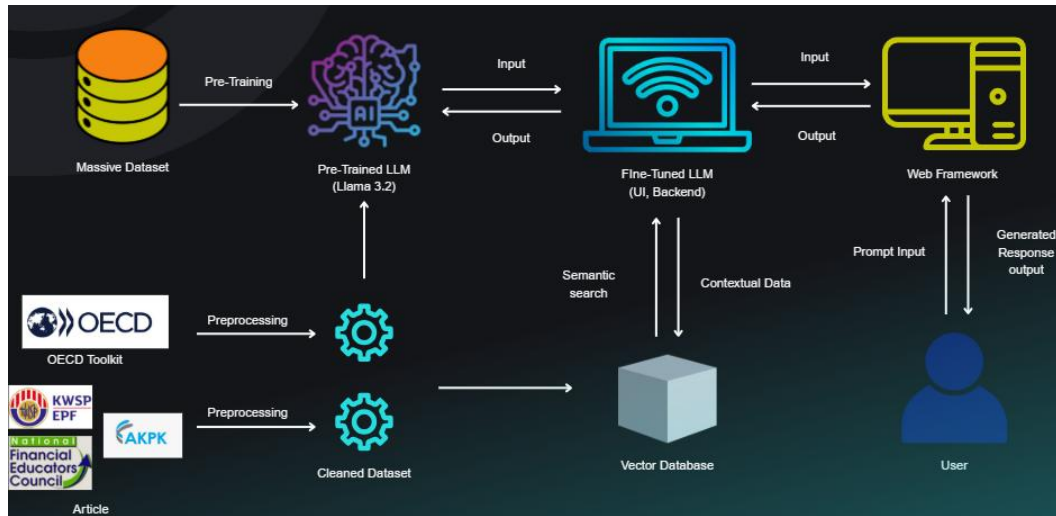 Pre-Training
Input
Input
AI
Output
Output
Massive Dataset
Pre-Trained LLM
(Llama 3.2)
FIne-Tuned LLM
(UI, Backend)
Web Framework
Prompt Input
Generated
Response
output
Semantic
search
Contextual Data
OECD
Preprocessing
OECD Toolkit
KWSP
EPF
AKPK
Preprocessing
National
Financial
Educators
Council
Cleaned Dataset
Vector Database
User
Article